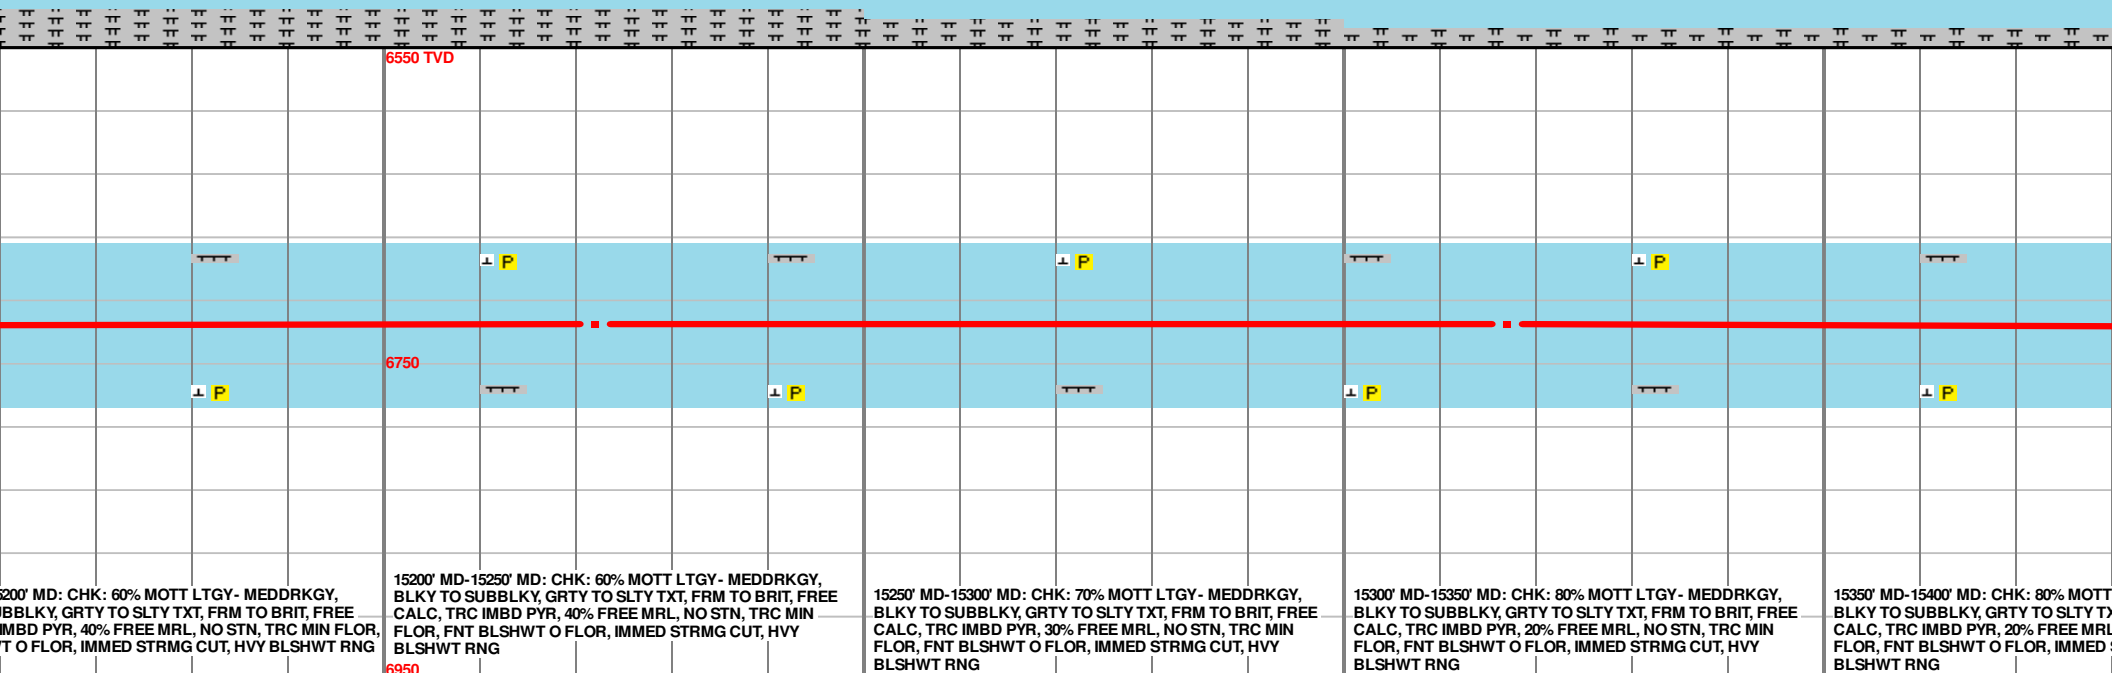 6550 TVD
P
P
P
6750
P
P
P
P
5200' MD: CHK: 60% MOTT LTGY- MEDDRKGY,
UBBLKY, GRTY TO SLTY TXT, FRM TO BRIT, FREE
IMBD PYR, 40% FREE MRL, NO STN, TRC MIN FLOR,
T O FLOR, IMMED STRMG CUT, HVY BLSHWT RNG
15200' MD-15250' MD: CHK: 60% MOTT LTGY- MEDDRKGY,
BLKY TO SUBBLKY, GRTY TO SLTY TXT, FRM TO BRIT, FREE
CALC, TRC IMBD PYR, 40% FREE MRL, NO STN, TRC MIN
FLOR, FNT BLSHWT O FLOR, IMMED STRMG CUT, HVY
BLSHWT RNG
6950
15250' MD-15300' MD: CHK: 70% MOTT LTGY- MEDDRKGY,
BLKY TO SUBBLKY, GRTY TO SLTY TXT, FRM TO BRIT, FREE
CALC, TRC IMBD PYR, 30% FREE MRL, NO STN, TRC MIN
FLOR, FNT BLSHWT O FLOR, IMMED STRMG CUT, HVY
BLSHWT RNG
15300' MD-15350' MD: CHK: 80% MOTT LTGY- MEDDRKGY,
BLKY TO SUBBLKY, GRTY TO SLTY TXT, FRM TO BRIT, FREE
CALC, TRC IMBD PYR, 20% FREE MRL, NO STN, TRC MIN
FLOR, FNT BLSHWT O FLOR, IMMED STRMG CUT, HVY
BLSHWT RNG
15350' MD-15400' MD: CHK: 80% MOTT
BLKY TO SUBBLKY, GRTY TO SLTY TX
CALC, TRC IMBD PYR, 20% FREE MRL
FLOR, FNT BLSHWT O FLOR, IMMED
BLSHWT RNG